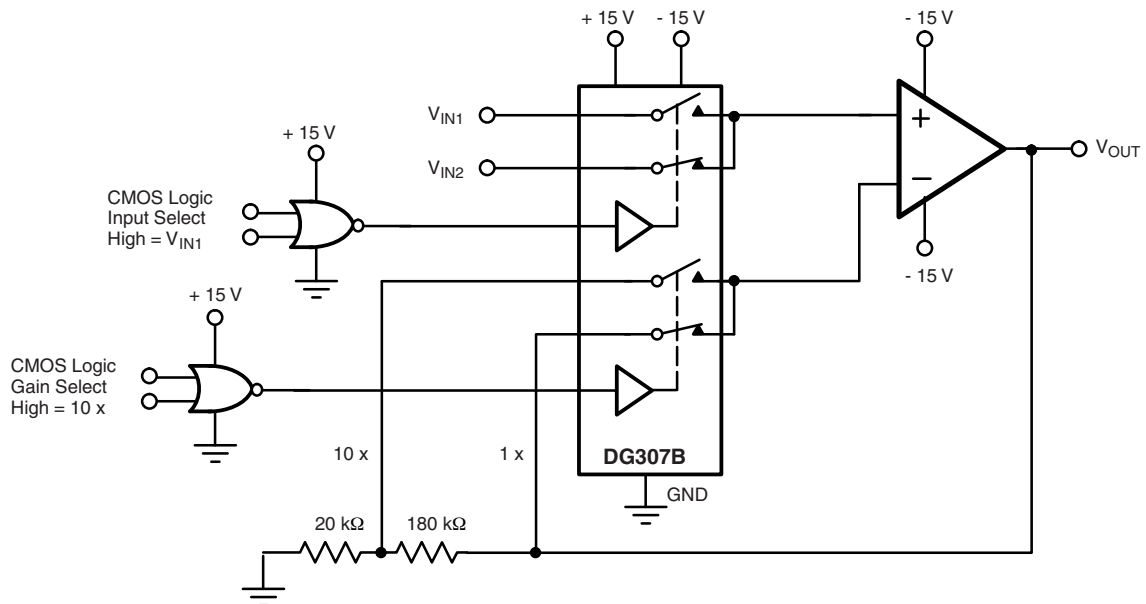 + 15 V
- 15 V
- 15 V
V_IN1
+
V_OUT
+ 15 V
V_IN2
−
CMOS Logic
Input Select
High = V_IN1
- 15 V
+ 15 V
CMOS Logic
Gain Select
High = 10 x
10 x
1 x
DG307B
GND
20 kΩ
180 kΩ